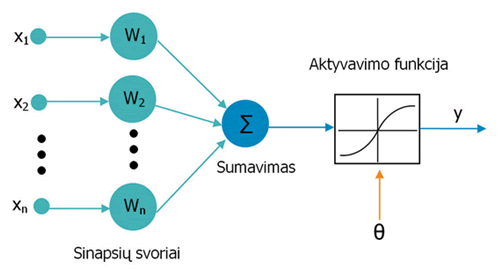 x₁
W₁
x₂
W₂
xₙ
Wₙ
Sinapsių svoriai
Σ
Sumavimas
Aktyvavimo funkcija
θ
y